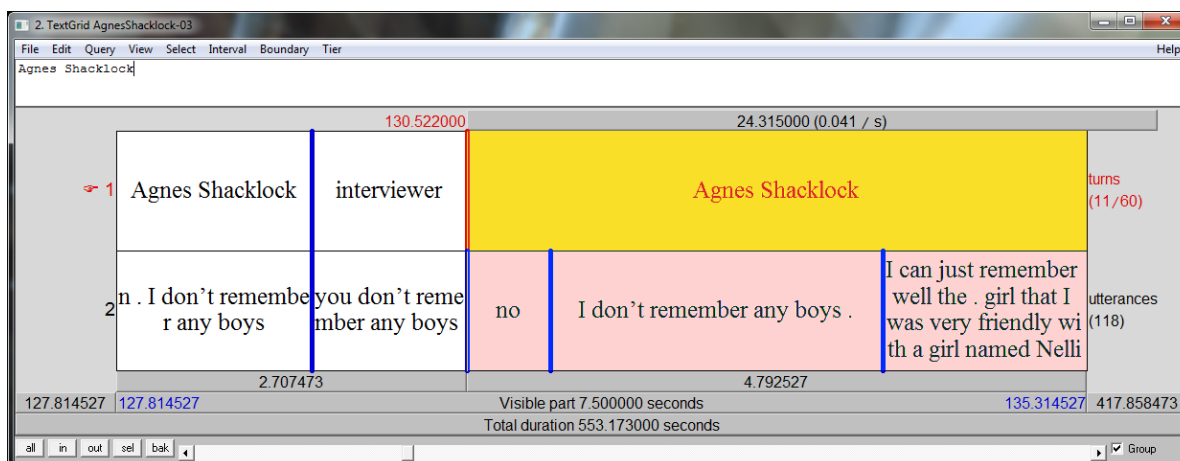 2. TextGrid AgnesShacklock-03
File Edit Query View Select Interval Boundary Tier Help
Agnes Shacklock
130.522000 24.315000 (0.041 / s)
☞ 1 Agnes Shacklock interviewer Agnes Shacklock turns
(11/60)
2 n . I don't remembe
r any boys
you don't reme
mber any boys
no
I don't remember any boys .
I can just remember
well the . girl that I
was very friendly wi
th a girl named Nelli
utterances
(118)
2.707473 4.792527
127.814527 127.814527 Visible part 7.500000 seconds 135.314527 417.858473
Total duration 553.173000 seconds
all in out sel bak Group